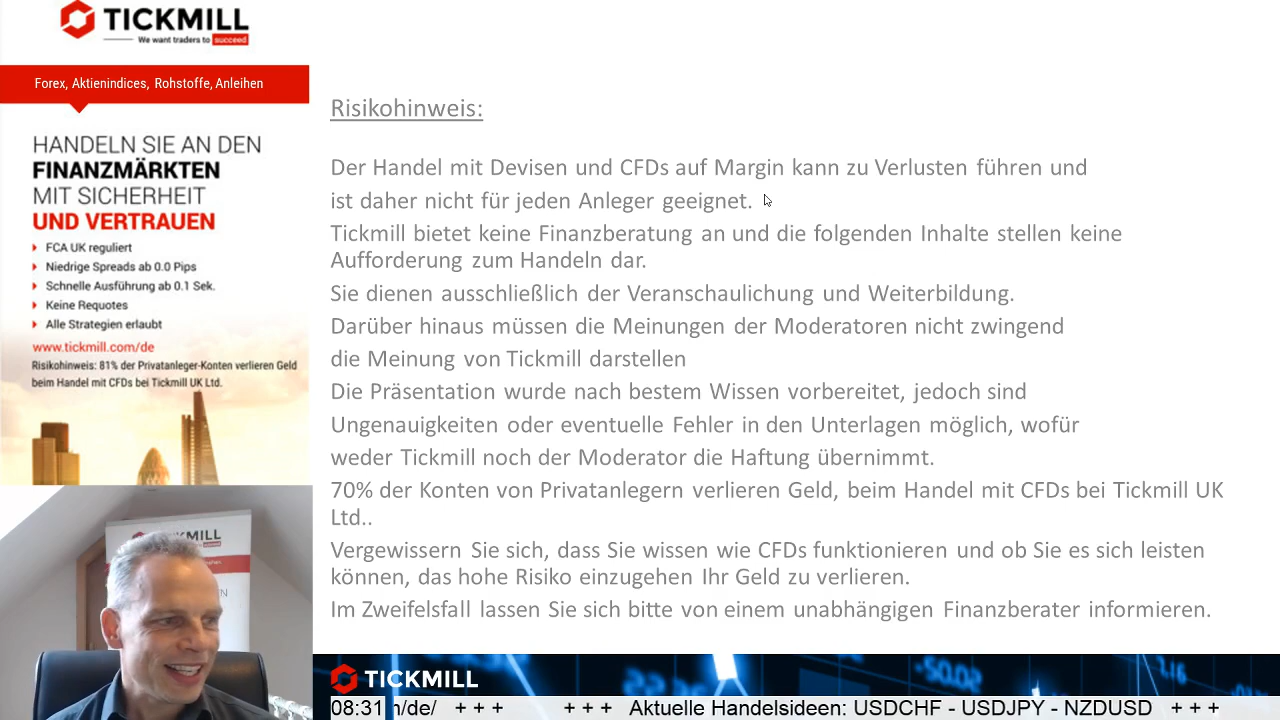 TICKMILL
We want traders to succeed
Forex, Aktienindices, Rohstoffe, Anleihen
HANDELN SIE AN DEN
FINANZMÄRKTEN
MIT SICHERHEIT
UND VERTRAUEN
FCA UK reguliert
Niedrige Spreads ab 0.0 Pips
Schnelle Ausführung ab 0.1 Sek.
Keine Requotes
Alle Strategien erlaubt
www.tickmill.com/de
Risikohinweis: 81% der Privatanleger-Konten verlieren Geld
beim Handel mit CFDs bei Tickmill UK Ltd.
Risikohinweis:
Der Handel mit Devisen und CFDs auf Margin kann zu Verlusten führen und
ist daher nicht für jeden Anleger geeignet.
Tickmill bietet keine Finanzberatung an und die folgenden Inhalte stellen keine
Aufforderung zum Handeln dar.
Sie dienen ausschließlich der Veranschaulichung und Weiterbildung.
Darüber hinaus müssen die Meinungen der Moderatoren nicht zwingend
die Meinung von Tickmill darstellen
Die Präsentation wurde nach bestem Wissen vorbereitet, jedoch sind
Ungenauigkeiten oder eventuelle Fehler in den Unterlagen möglich, wofür
weder Tickmill noch der Moderator die Haftung übernimmt.
70% der Konten von Privatanlegern verlieren Geld, beim Handel mit CFDs bei Tickmill UK
Ltd..
Vergewissern Sie sich, dass Sie wissen wie CFDs funktionieren und ob Sie es sich leisten
können, das hohe Risiko einzugehen Ihr Geld zu verlieren.
Im Zweifelsfall lassen Sie sich bitte von einem unabhängigen Finanzberater informieren.
TICKMILL
08:31 /de/ + + + + + + Aktuelle Handelsideen: USDCHF - USDJPY - NZDUSD + + +